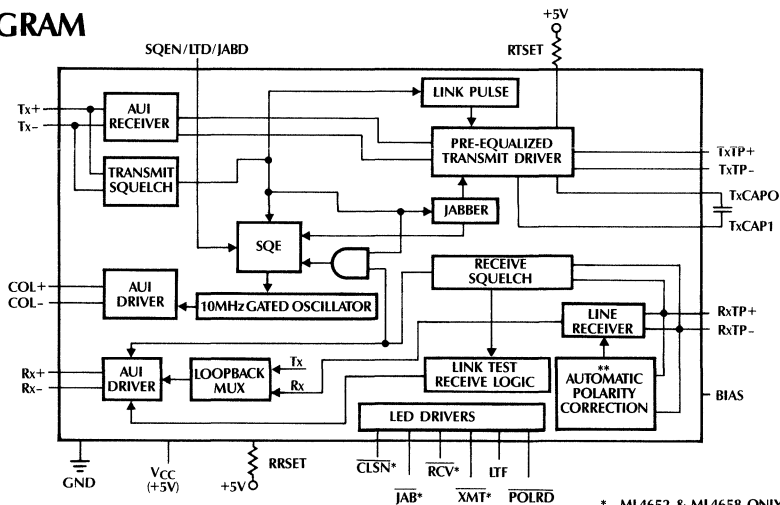 GRAM
+5V
RTSET
SQEN/LTD/JABD
LINK PULSE
Tx+
Tx–
AUI
RECEIVER
PRE-EQUALIZED
TRANSMIT DRIVER
TxTP+
TxTP–
TRANSMIT
SQUELCH
TxCAPO
JABBER
TxCAP1
SQE
RECEIVE
SQUELCH
COL+
COL–
AUI
DRIVER
10MHz GATED OSCILLATOR
LINE
RECEIVER
RxTP+
RxTP–
Rx+
Rx–
AUI
DRIVER
LOOPBACK
MUX
Tx
Rx
LINK TEST
RECEIVE LOGIC
**
AUTOMATIC
POLARITY
CORRECTION
BIAS
LED DRIVERS
GND
VCC
(+5V)
RRSET
+5V
CLSN*
RCV*
LTF
JAB*
XMT*
POLRD
* ML4652 & ML4658 ONLY